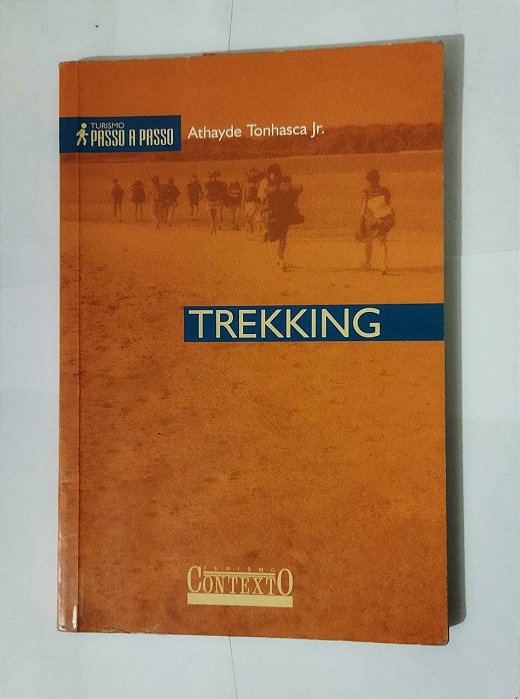 TURISMO
PASSO A PASSO
Athayde Tonhasca Jr.
TREKKING
TURISMO
CONTEXTO